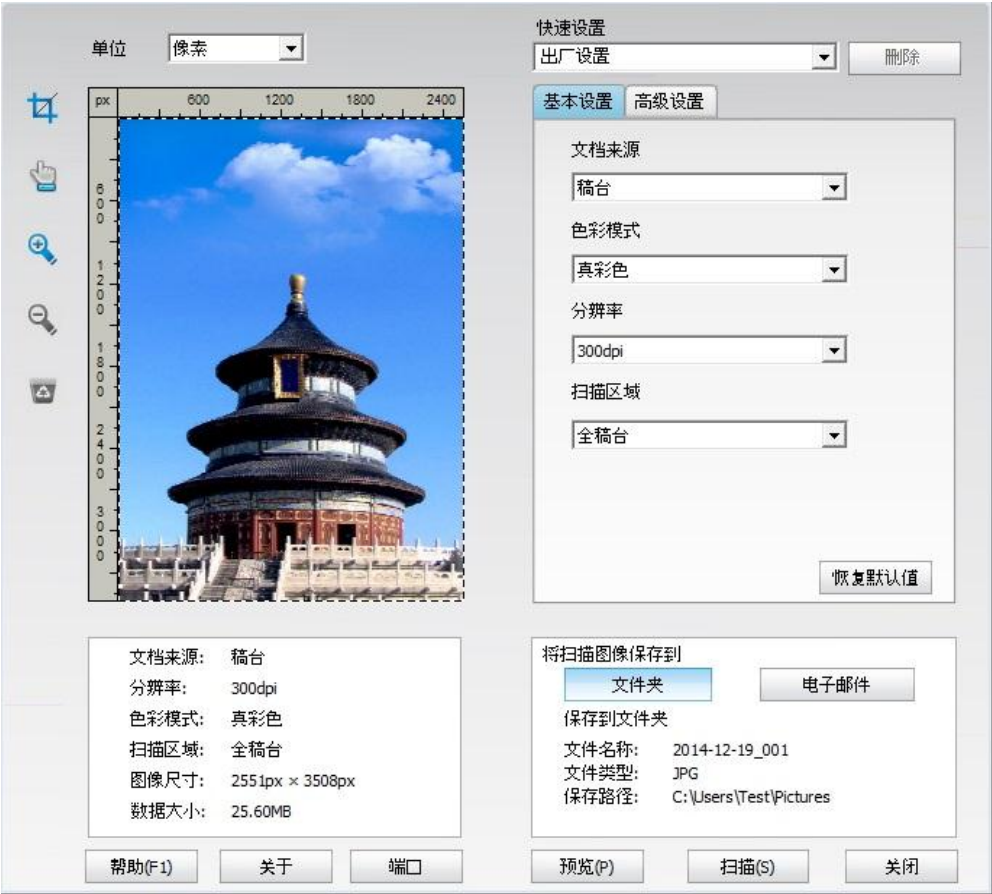 单位 像素
快速设置
出厂设置 删除
基本设置 高级设置
px 600 1200 1800 2400
600
1200
1800
2400
3000
文档来源
稿台
色彩模式
真彩色
分辨率
300dpi
扫描区域
全稿台
恢复默认值
文档来源: 稿台
分辨率: 300dpi
色彩模式: 真彩色
扫描区域: 全稿台
图像尺寸: 2551px × 3508px
数据大小: 25.60MB
将扫描图像保存到
文件夹 电子邮件
保存到文件夹
文件名称: 2014-12-19_001
文件类型: JPG
保存路径: C:\Users\Test\Pictures
帮助(F1) 关于 端口 预览(P) 扫描(S) 关闭